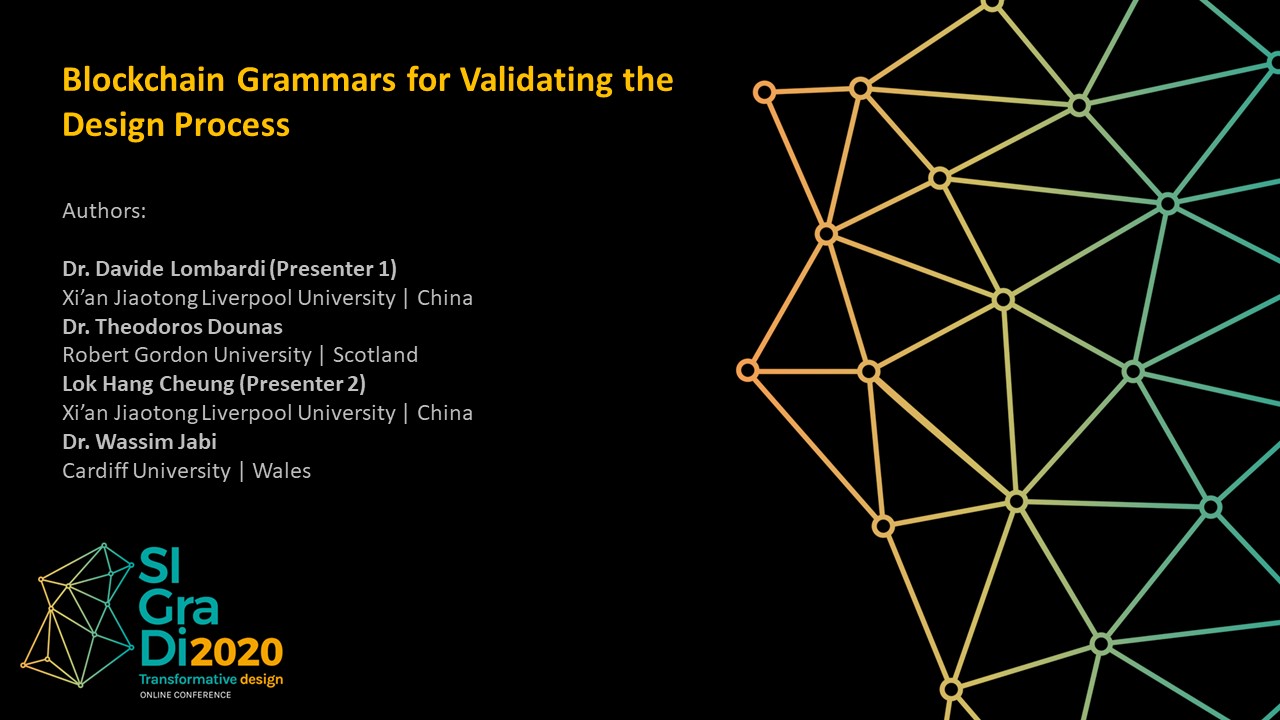 Blockchain Grammars for Validating the
Design Process
Authors:
Dr. Davide Lombardi (Presenter 1)
Xi’an Jiaotong Liverpool University | China
Dr. Theodoros Dounas
Robert Gordon University | Scotland
Lok Hang Cheung (Presenter 2)
Xi’an Jiaotong Liverpool University | China
Dr. Wassim Jabi
Cardiff University | Wales
SI
Gra
Di2020
Transformative design
ONLINE CONFERENCE